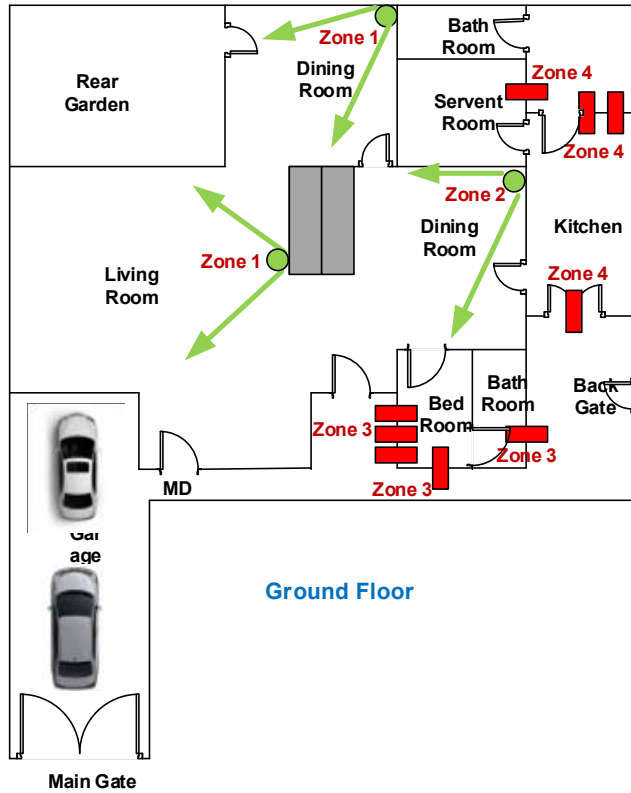 Bath
Room
Zone 1
Dining
Room
Rear
Garden
Zone 4
Servent
Room
Zone 4
Zone 2
Dining
Room
Kitchen
Zone 1
Living
Room
Zone 4
Bed
Room
Bath
Room
Back
Gate
Zone 3
Zone 3
Zone 3
MD
Gar
age
Ground Floor
Main Gate